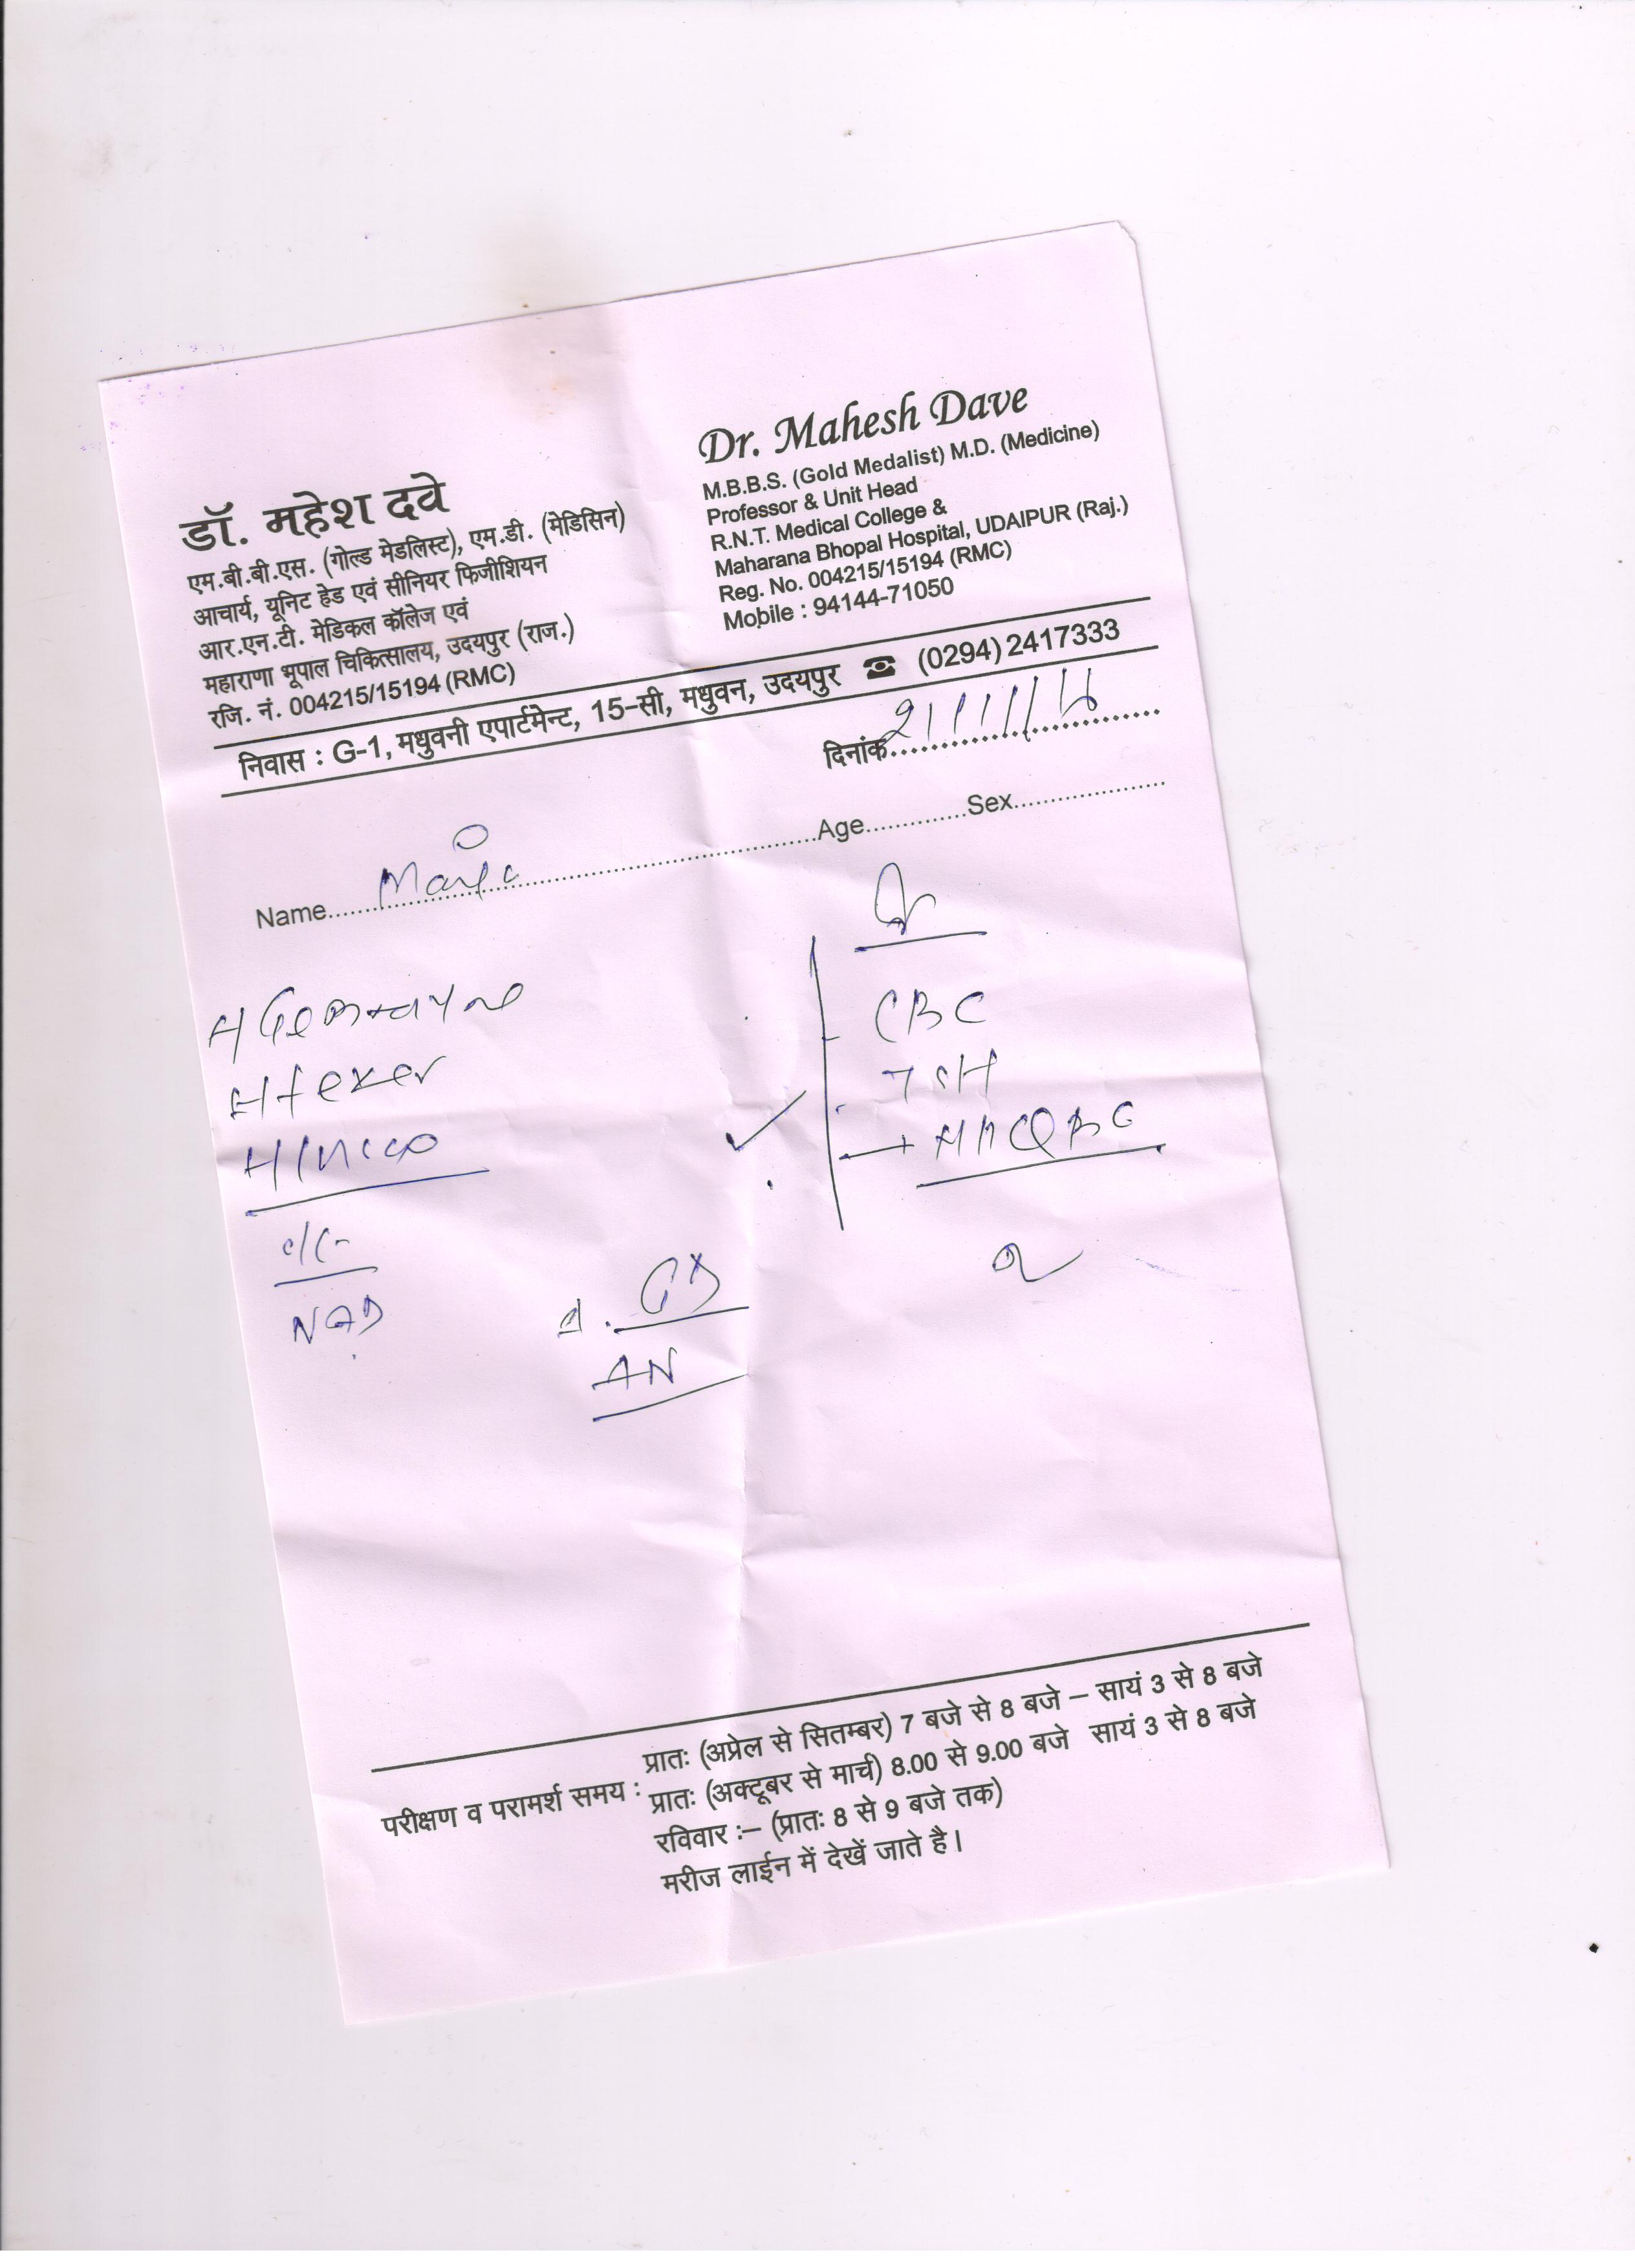 डॉ. महेश दवे
एम.बी.बी.एस. (गोल्ड मेडलिस्ट), एम.डी. (मेडिसिन)
आचार्य, यूनिट हेड एवं सीनियर फिजीशियन
आर.एन.टी. मेडिकल कॉलेज एवं
महाराणा भूपाल चिकित्सालय, उदयपुर (राज.)
रजि. नं. 004215/15194 (RMC)
Dr. Mahesh Dave
M.B.B.S. (Gold Medalist) M.D. (Medicine)
Professor & Unit Head
R.N.T. Medical College &
Maharana Bhopal Hospital, UDAIPUR (Raj.)
Reg. No. 004215/15194 (RMC)
Mobile : 94144-71050
निवास : G-1, मधुवनी एपार्टमेन्ट, 15-सी, मधुवन, उदयपुर ☎ (0294) 2417333
दिनांक
Name Age Sex
CBC
TSH
NAD
AN
परीक्षण व परामर्श समय : प्रातः (अप्रेल से सितम्बर) 7 बजे से 8 बजे – सायं 3 से 8 बजे
प्रातः (अक्टूबर से मार्च) 8.00 से 9.00 बजे सायं 3 से 8 बजे
रविवार :– (प्रातः 8 से 9 बजे तक)
मरीज लाईन में देखें जाते है।